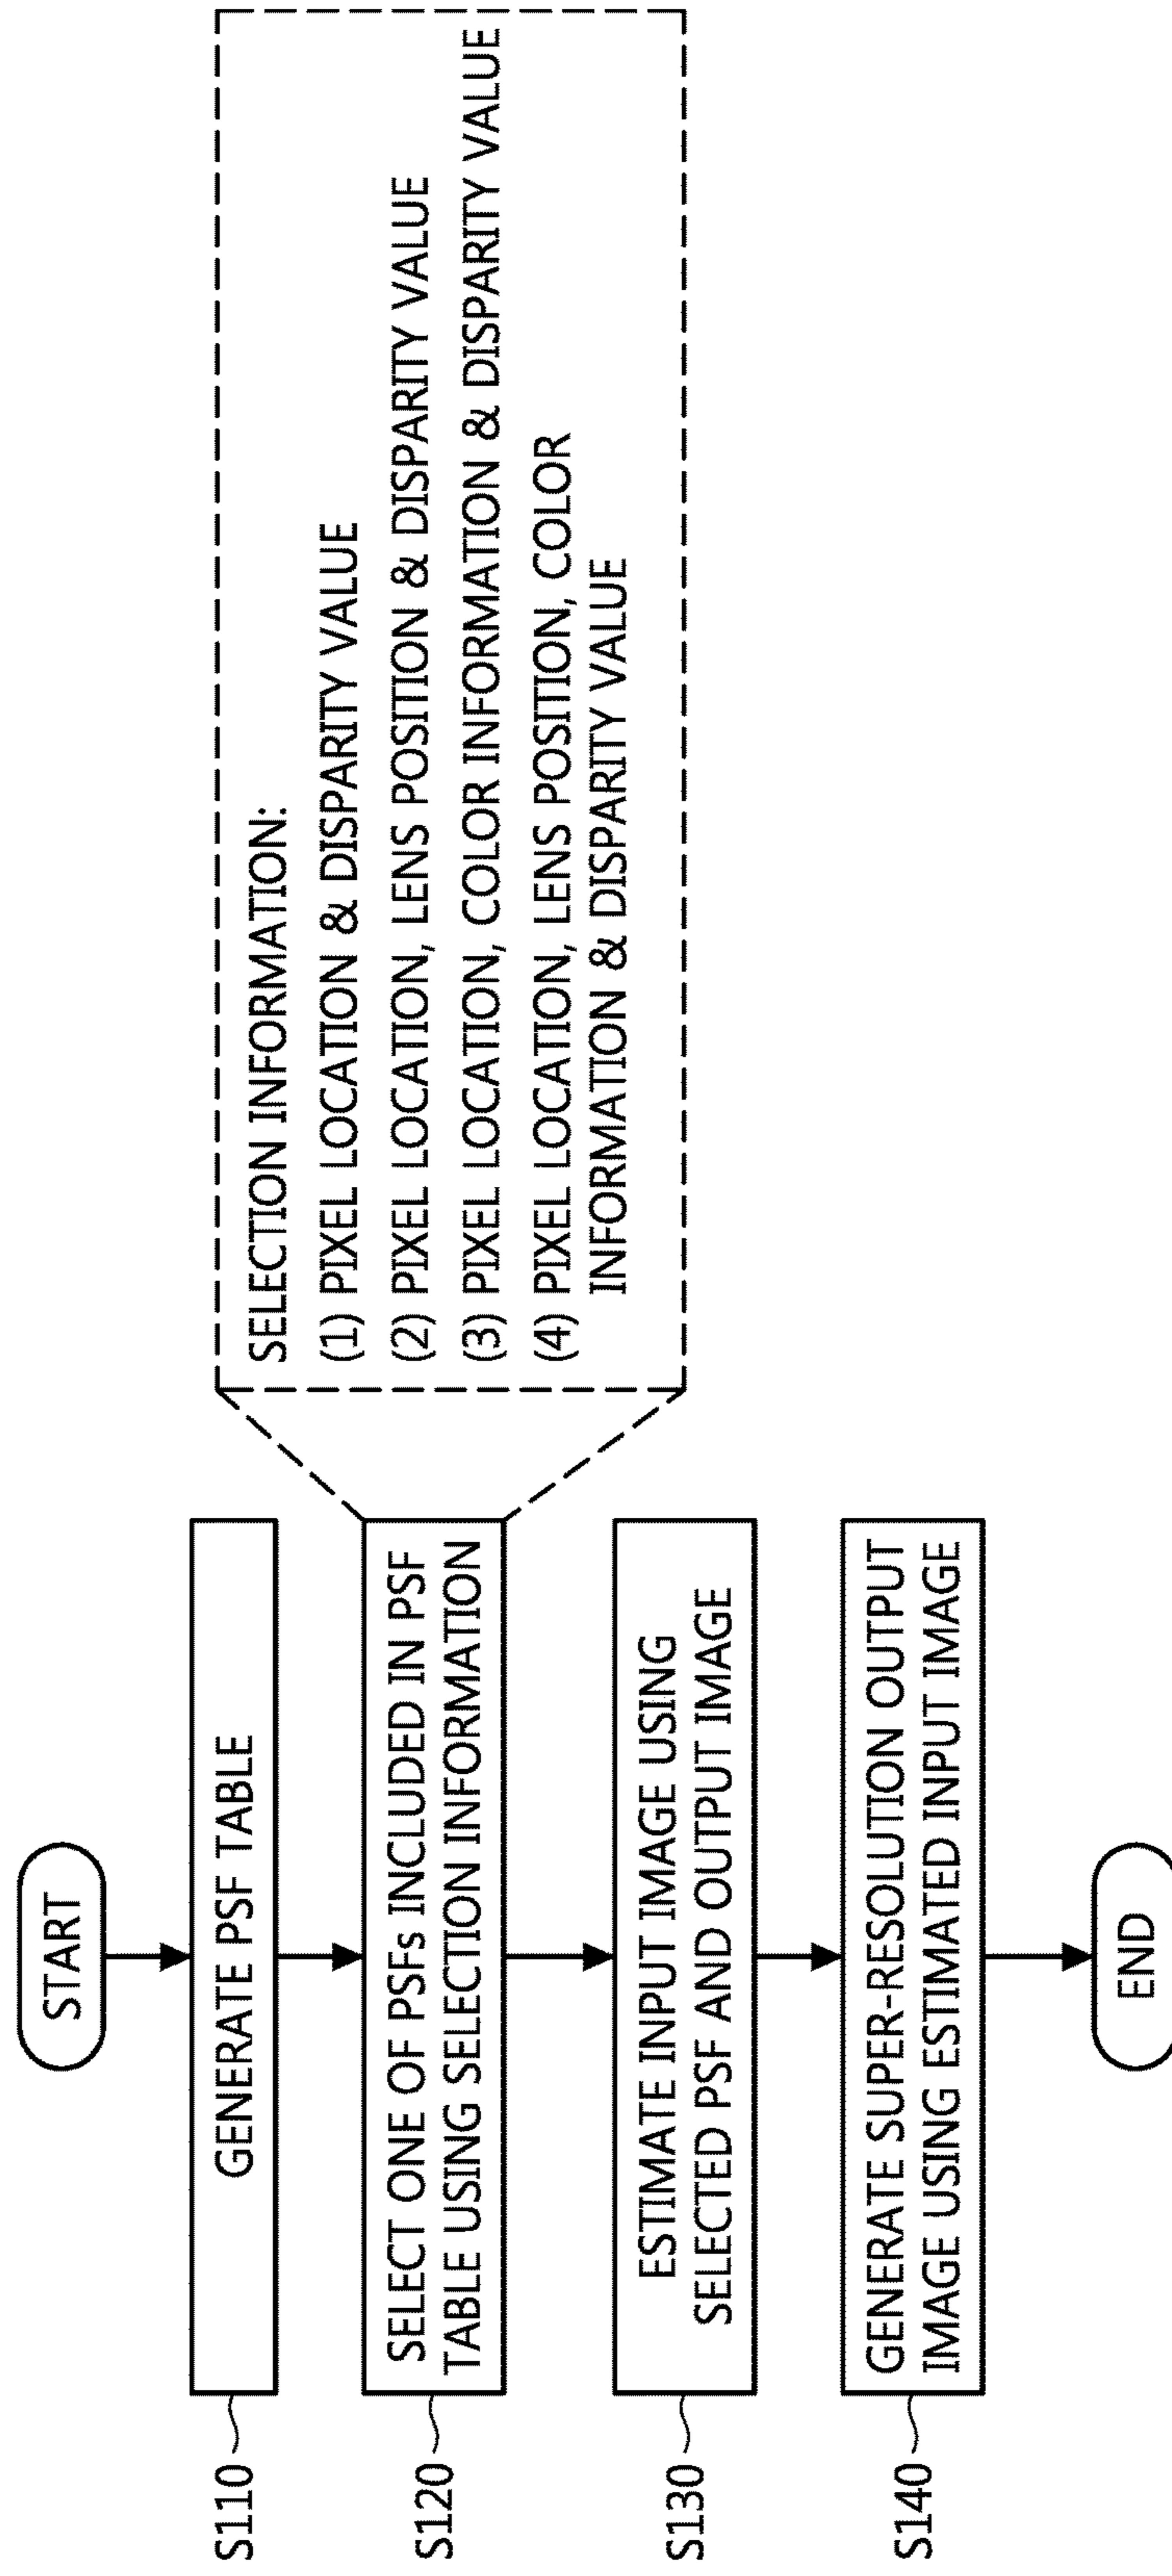 START
S110
GENERATE PSF TABLE
S120
SELECT ONE OF PSFs INCLUDED IN PSF
TABLE USING SELECTION INFORMATION
SELECTION INFORMATION:
(1) PIXEL LOCATION & DISPARITY VALUE
(2) PIXEL LOCATION, LENS POSITION & DISPARITY VALUE
(3) PIXEL LOCATION, COLOR INFORMATION & DISPARITY VALUE
(4) PIXEL LOCATION, LENS POSITION, COLOR
INFORMATION & DISPARITY VALUE
S130
ESTIMATE INPUT IMAGE USING
SELECTED PSF AND OUTPUT IMAGE
S140
GENERATE SUPER-RESOLUTION OUTPUT
IMAGE USING ESTIMATED INPUT IMAGE
END